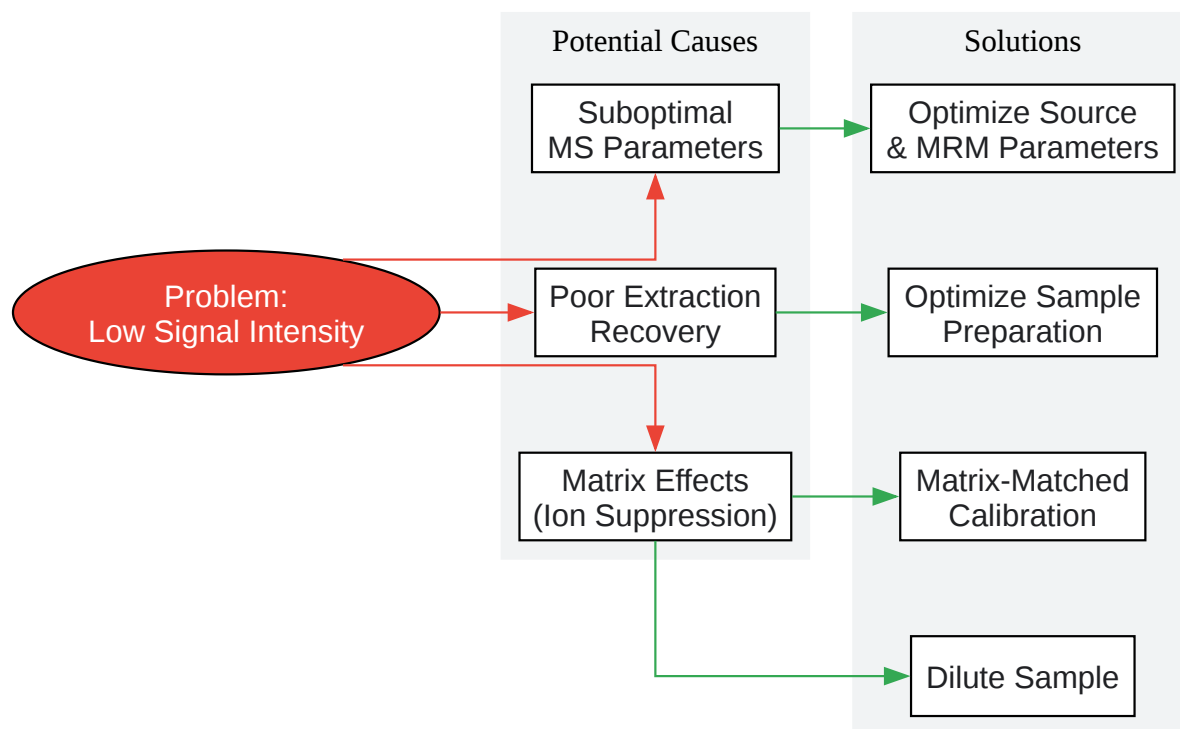 Potential Causes
Solutions
Suboptimal
MS Parameters
Optimize Source
& MRM Parameters
Problem:
Low Signal Intensity
Poor Extraction
Recovery
Optimize Sample
Preparation
Matrix Effects
(Ion Suppression)
Matrix-Matched
Calibration
Dilute Sample